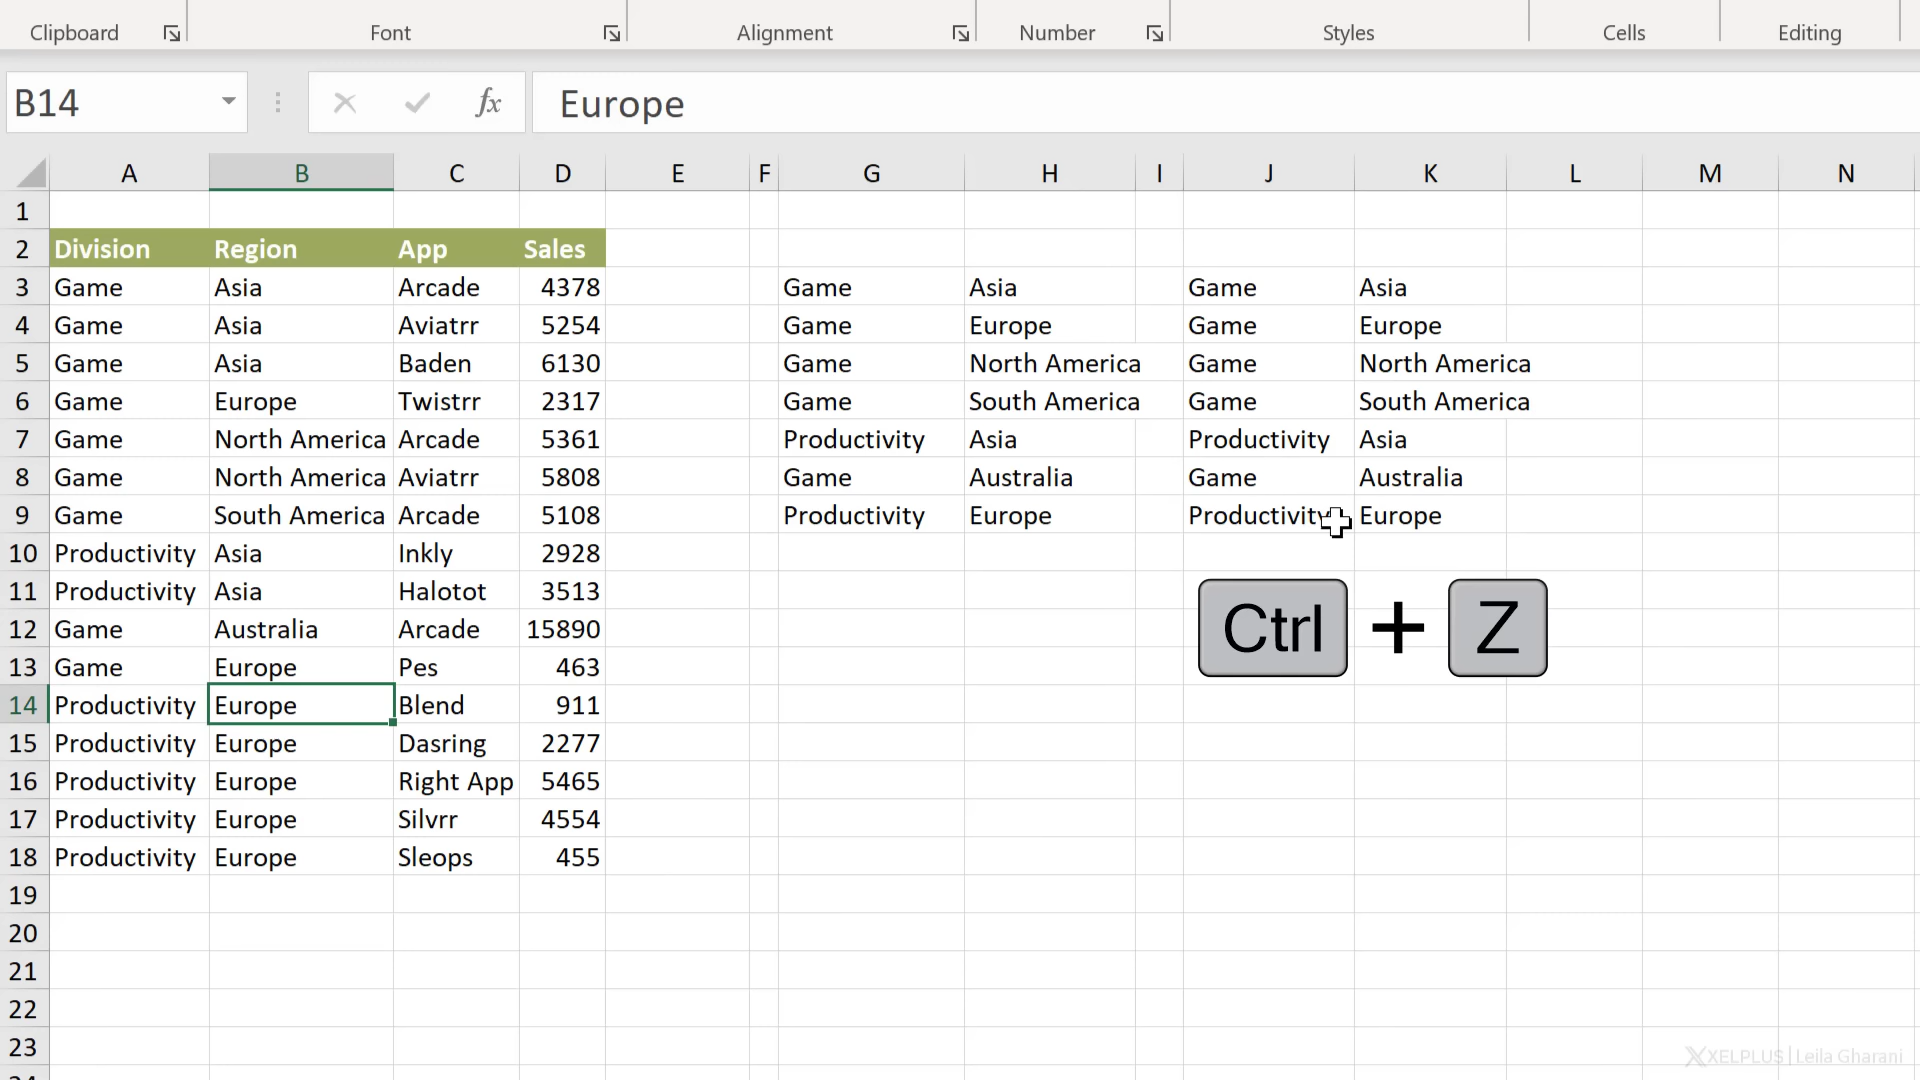 Clipboard Font Alignment Number Styles Cells Editing
B14 fx Europe
A B C D E F G H I J K L M N
1
2 Division Region App Sales
3 Game Asia Arcade 4378 Game Asia Game Asia
4 Game Asia Aviatrr 5254 Game Europe Game Europe
5 Game Asia Baden 6130 Game North America Game North America
6 Game Europe Twistrr 2317 Game South America Game South America
7 Game North America Arcade 5361 Productivity Asia Productivity Asia
8 Game North America Aviatrr 5808 Game Australia Game Australia
9 Game South America Arcade 5108 Productivity Europe Productivity Europe
10 Productivity Asia Inkly 2928
11 Productivity Asia Halotot 3513
12 Game Australia Arcade 15890
Ctrl + Z
13 Game Europe Pes 463
14 Productivity Europe Blend 911
15 Productivity Europe Dasring 2277
16 Productivity Europe Right App 5465
17 Productivity Europe Silvrr 4554
18 Productivity Europe Sleops 455
19
20
21
22
23
XELPLUS | Leila Gharani